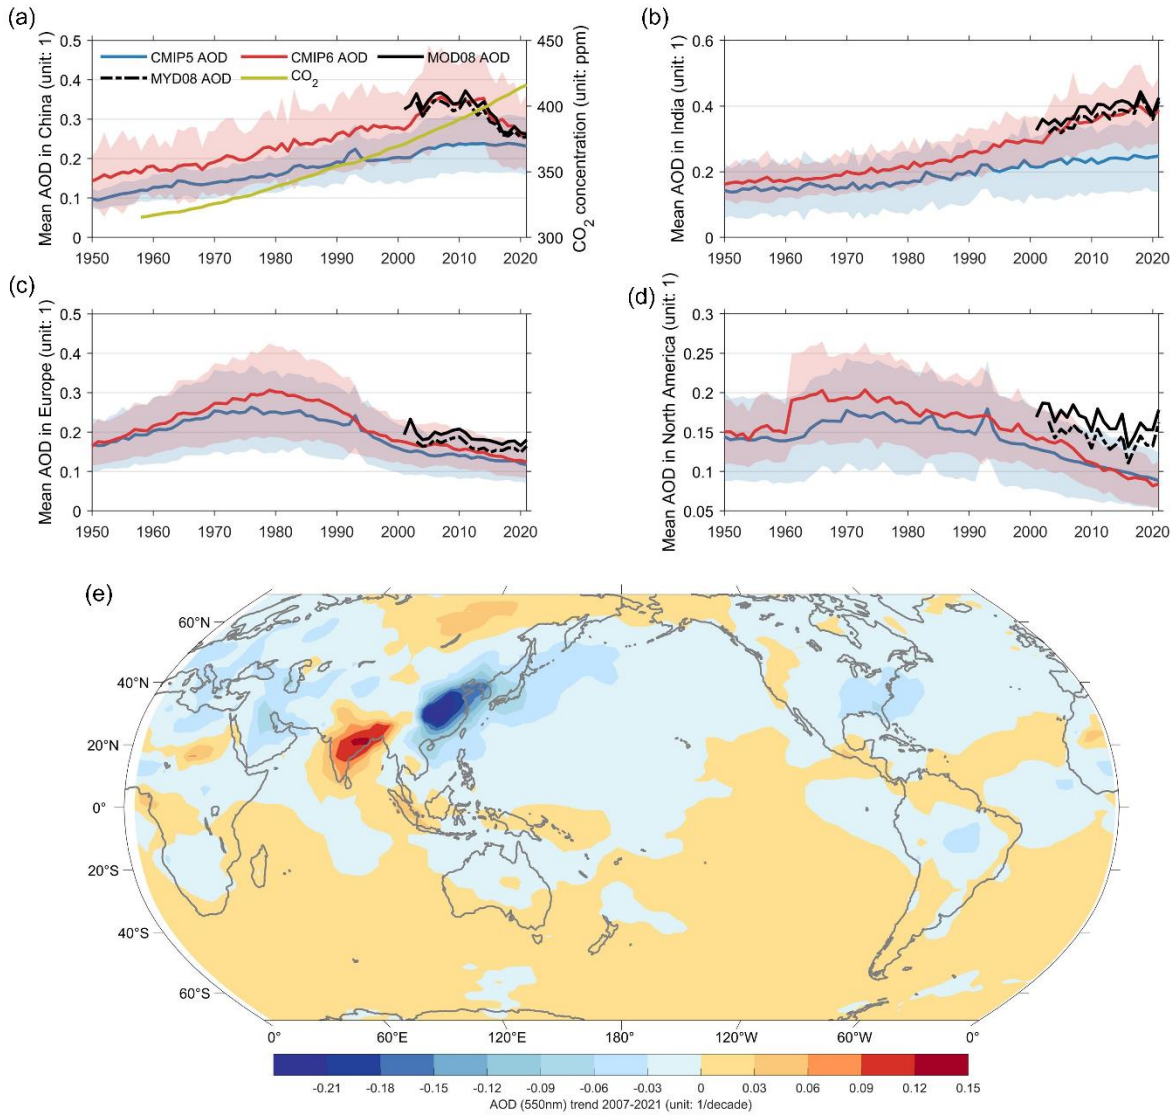 (a)
Mean AOD in China (unit: 1)
0.5
0.4
0.3
0.2
0.1
0
CMIP5 AOD CMIP6 AOD MOD08 AOD
MYD08 AOD CO2
450
400
350
300
CO2 concentration (unit: ppm)
1950 1960 1970 1980 1990 2000 2010 2020
(b)
Mean AOD in India (unit: 1)
0.6
0.4
0.2
0
1950 1960 1970 1980 1990 2000 2010 2020
(c)
Mean AOD in Europe (unit: 1)
0.5
0.4
0.3
0.2
0.1
0
1950 1960 1970 1980 1990 2000 2010 2020
(d)
Mean AOD in North America (unit: 1)
0.3
0.25
0.2
0.15
0.1
0.05
1950 1960 1970 1980 1990 2000 2010 2020
(e)
60°N
40°N
20°N
0°
20°S
40°S
60°S
0° 60°E 120°E 180° 120°W 60°W 0°
-0.21 -0.18 -0.15 -0.12 -0.09 -0.06 -0.03 0 0.03 0.06 0.09 0.12 0.15
AOD (550nm) trend 2007-2021 (unit: 1/decade)